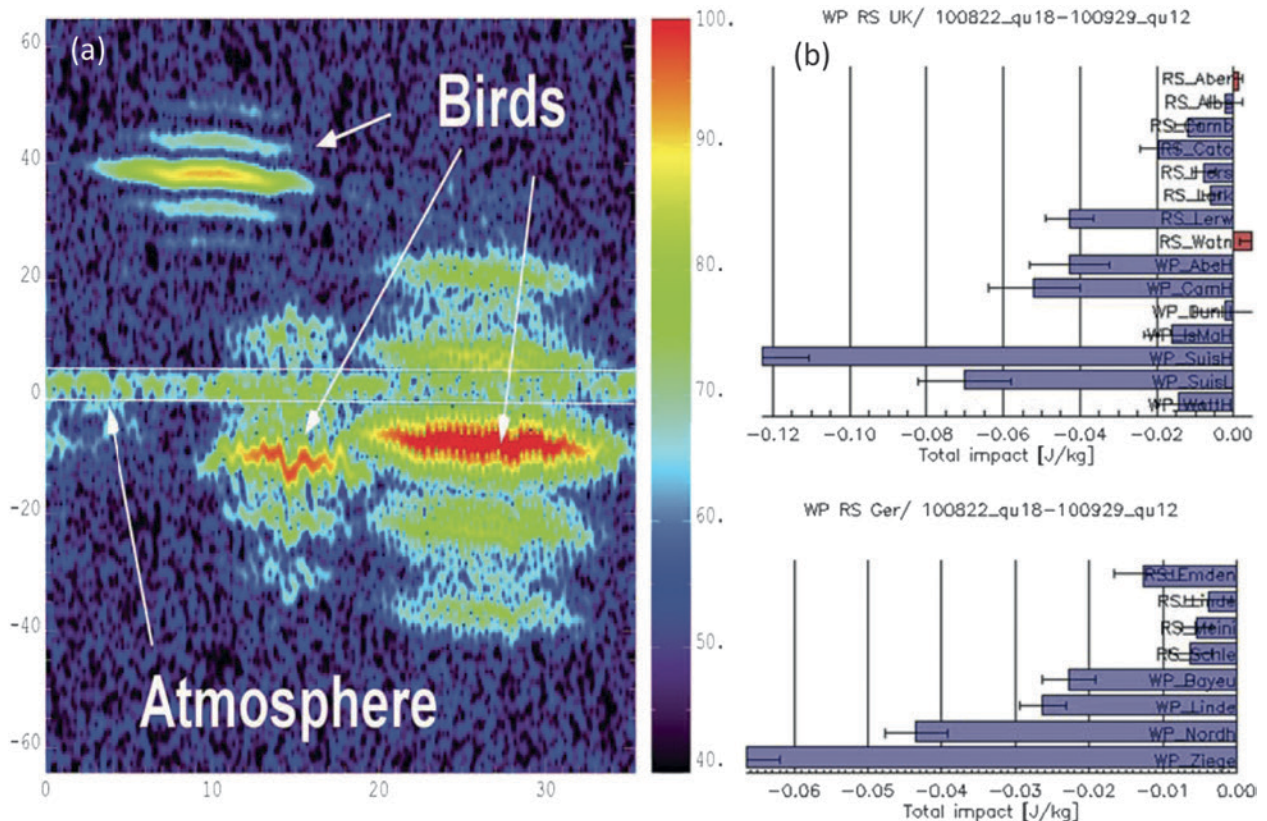 (a)
Birds
Atmosphere
60
40
20
0
-20
-40
-60
0
10
20
30
100.
90.
80.
70.
60.
50.
40.
WP RS UK/ 100822_qu18-100929_qu12
(b)
RS_Aber
RS_Cato
RS_Lerw
RS_Watn
WP_AbeH
WP_CamH
WP_IsMaH
WP_SuisH
WP_SuisL
WP_WattH
-0.12
-0.10
-0.08
-0.06
-0.04
-0.02
0.00
Total impact [J/kg]
WP RS Ger/ 100822_qu18-100929_qu12
RS_Emden
RS_Linde
RS_Meini
RS_Schle
WP_Bayeu
WP_Linde
WP_Nordh
WP_Ziege
-0.06
-0.05
-0.04
-0.03
-0.02
-0.01
0.00
Total impact [J/kg]